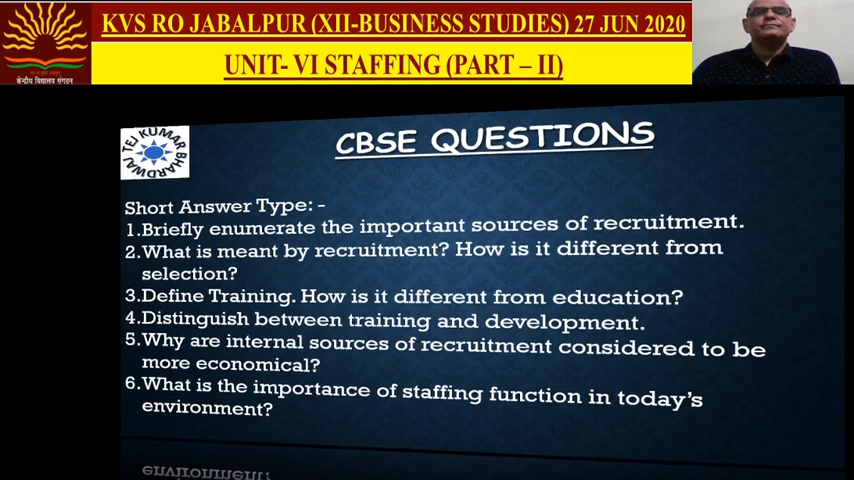 KVS RO JABALPUR (XII-BUSINESS STUDIES) 27 JUN 2020
UNIT- VI STAFFING (PART – II)
केन्द्रीय विद्यालय संगठन
TEJ KUMAR BHARDWAJ
CBSE QUESTIONS
Short Answer Type: -
1.Briefly enumerate the important sources of recruitment.
2.What is meant by recruitment? How is it different from
selection?
3.Define Training. How is it different from education?
4.Distinguish between training and development.
5.Why are internal sources of recruitment considered to be
more economical?
6.What is the importance of staffing function in today's
environment?